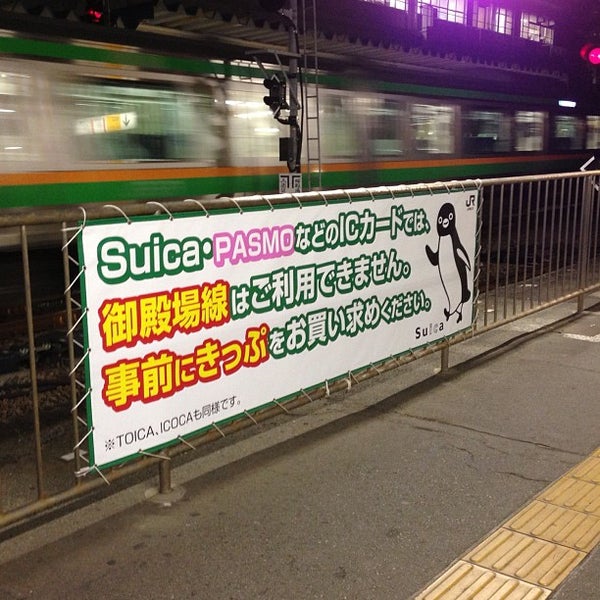 Suica・PASMOなどのICカードでは、
御殿場線はご利用できません。
事前にきっぷをお買い求めください。
※TOICA、ICOCAも同様です。
JR
Suica